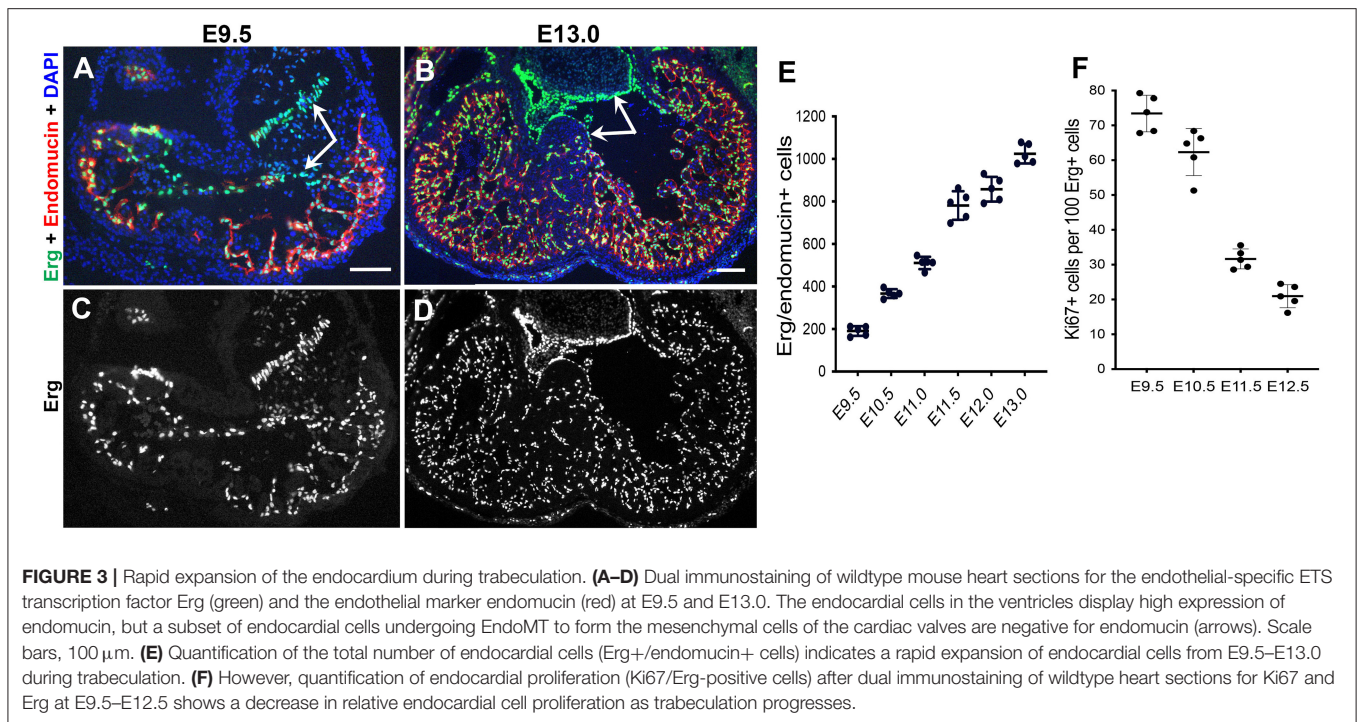 E9.5
E13.0
Erg + Endomucin + DAPI
A
B
Erg
C
D
E
Erg/endomucin+ cells
1200
1000
800
600
400
200
0
E9.5
E10.5
E11.0
E11.5
E12.0
E13.0
F
Ki67+ cells per 100 Erg+ cells
80
70
60
50
40
30
20
10
0
E9.5
E10.5
E11.5
E12.5
FIGURE 3 | Rapid expansion of the endocardium during trabeculation. (A–D) Dual immunostaining of wildtype mouse heart sections for the endothelial-specific ETS
transcription factor Erg (green) and the endothelial marker endomucin (red) at E9.5 and E13.0. The endocardial cells in the ventricles display high expression of
endomucin, but a subset of endocardial cells undergoing EndoMT to form the mesenchymal cells of the cardiac valves are negative for endomucin (arrows). Scale
bars, 100 μm. (E) Quantification of the total number of endocardial cells (Erg+/endomucin+ cells) indicates a rapid expansion of endocardial cells from E9.5–E13.0
during trabeculation. (F) However, quantification of endocardial proliferation (Ki67/Erg-positive cells) after dual immunostaining of wildtype heart sections for Ki67 and
Erg at E9.5–E12.5 shows a decrease in relative endocardial cell proliferation as trabeculation progresses.